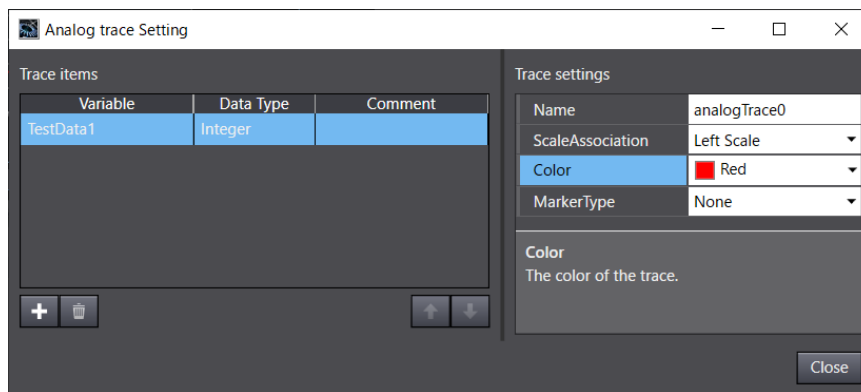 Analog trace Setting
Trace items
Variable Data Type Comment
TestData1 Integer
Trace settings
Name analogTrace0
ScaleAssociation Left Scale
Color Red
MarkerType None
Color
The color of the trace.
Close